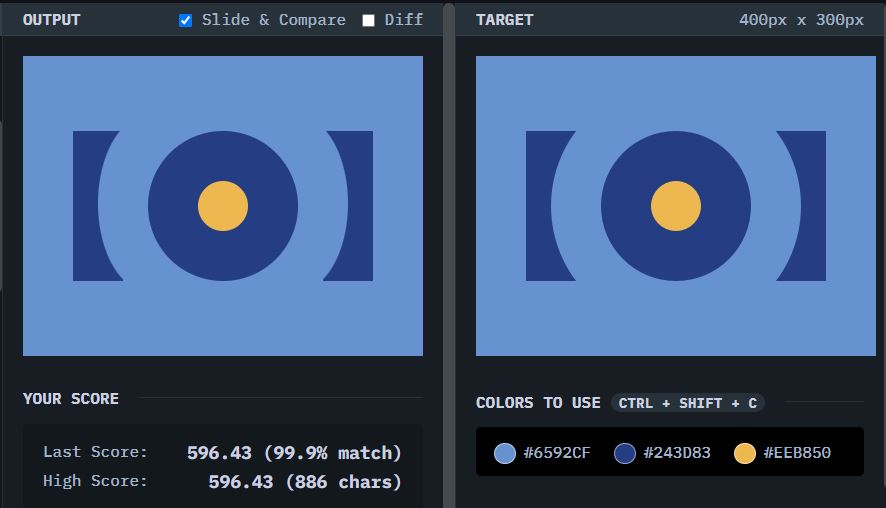 OUTPUT Slide & Compare Diff
TARGET 400px x 300px
YOUR SCORE
Last Score: 596.43 (99.9% match)
High Score: 596.43 (886 chars)
COLORS TO USE CTRL + SHIFT + C
#6592CF #243D83 #EEB850